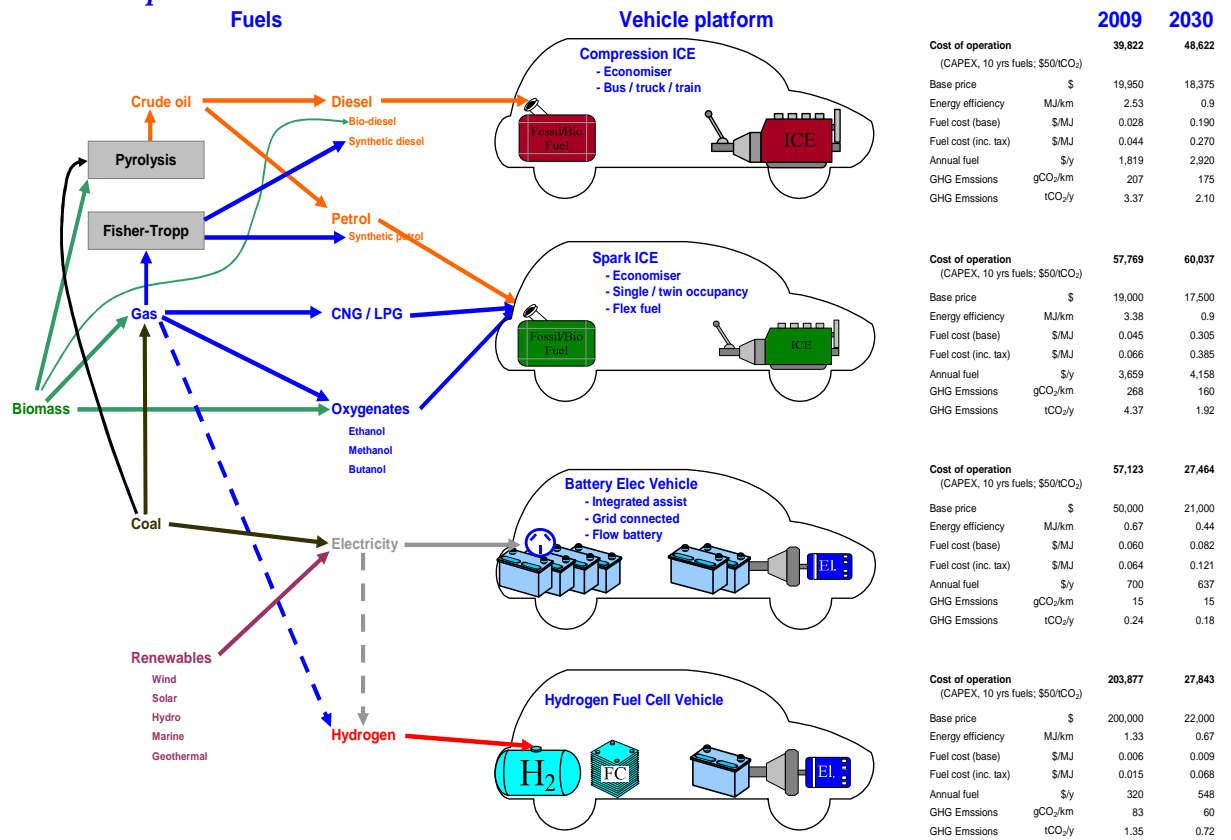 Fuels
Vehicle platform
2009 2030
Compression ICE
- Economiser
- Bus / truck / train
Crude oil
Diesel
Bio-diesel
Synthetic diesel
Pyrolysis
Fossil/Bio
Fuel
ICE
Cost of operation 39,822 48,622
(CAPEX, 10 yrs fuels; $50/tCO₂)
Base price $ 19,950 18,375
Energy efficiency MJ/km 2.53 0.9
Fuel cost (base) $/MJ 0.028 0.190
Fuel cost (inc. tax) $/MJ 0.044 0.270
Annual fuel $/y 1,819 2,920
GHG Emssions gCO₂/km 207 175
GHG Emssions tCO₂/y 3.37 2.10
Petrol
Synthetic petrol
Fisher-Tropp
Spark ICE
- Economiser
- Single / twin occupancy
- Flex fuel
Gas
CNG / LPG
Fossil/Bio
Fuel
ICE
Cost of operation 57,769 60,037
(CAPEX, 10 yrs fuels; $50/tCO₂)
Base price $ 19,000 17,500
Energy efficiency MJ/km 3.38 0.9
Fuel cost (base) $/MJ 0.045 0.305
Fuel cost (inc. tax) $/MJ 0.066 0.385
Annual fuel $/y 3,659 4,158
GHG Emssions gCO₂/km 268 160
GHG Emssions tCO₂/y 4.37 1.92
Biomass
Oxygenates
Ethanol
Methanol
Butanol
Battery Elec Vehicle
- Integrated assist
- Grid connected
- Flow battery
Coal
Electricity
El.
Cost of operation 57,123 27,464
(CAPEX, 10 yrs fuels; $50/tCO₂)
Base price $ 50,000 21,000
Energy efficiency MJ/km 0.67 0.44
Fuel cost (base) $/MJ 0.060 0.082
Fuel cost (inc. tax) $/MJ 0.064 0.121
Annual fuel $/y 700 637
GHG Emssions gCO₂/km 15 15
GHG Emssions tCO₂/y 0.24 0.18
Renewables
Wind
Solar
Hydro
Marine
Geothermal
Hydrogen Fuel Cell Vehicle
Hydrogen
H₂
FC
El.
Cost of operation 203,877 27,843
(CAPEX, 10 yrs fuels; $50/tCO₂)
Base price $ 200,000 22,000
Energy efficiency MJ/km 1.33 0.67
Fuel cost (base) $/MJ 0.006 0.009
Fuel cost (inc. tax) $/MJ 0.015 0.068
Annual fuel $/y 320 548
GHG Emssions gCO₂/km 83 60
GHG Emssions tCO₂/y 1.35 0.72